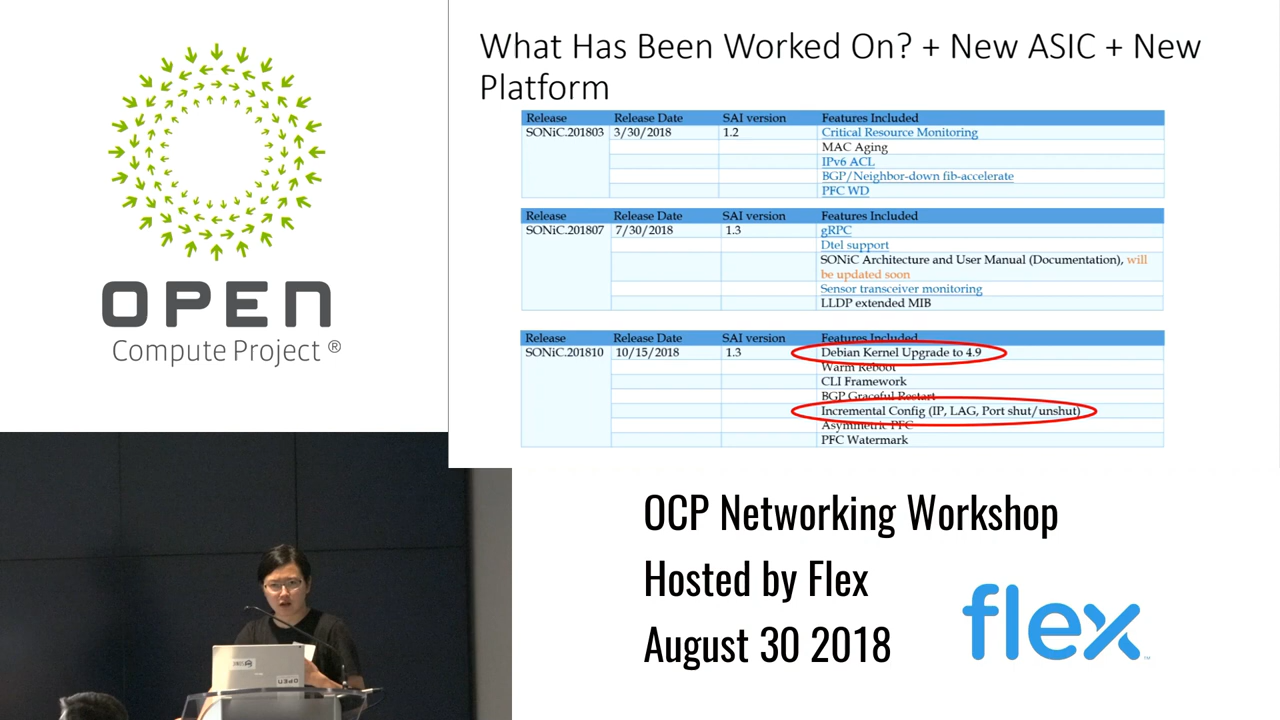 OPEN
Compute Project ®
What Has Been Worked On? + New ASIC + New
Platform
Release Release Date SAI version Features Included
SONiC.201803 3/30/2018 1.2 Critical Resource Monitoring
MAC Aging
IPv6 ACL
BGP/Neighbor-down fib-accelerate
PFC WD
Release Release Date SAI version Features Included
SONiC.201807 7/30/2018 1.3 gRPC
Dtel support
SONiC Architecture and User Manual (Documentation), will
be updated soon
Sensor transceiver monitoring
LLDP extended MIB
Release Release Date SAI version Features Included
SONiC.201810 10/15/2018 1.3 Debian Kernel Upgrade to 4.9
Warm Reboot
CLI Framework
BGP Graceful Restart
Incremental Config (IP, LAG, Port shut/unshut)
Asymmetric PFC
PFC Watermark
OCP Networking Workshop
Hosted by Flex
August 30 2018
flex